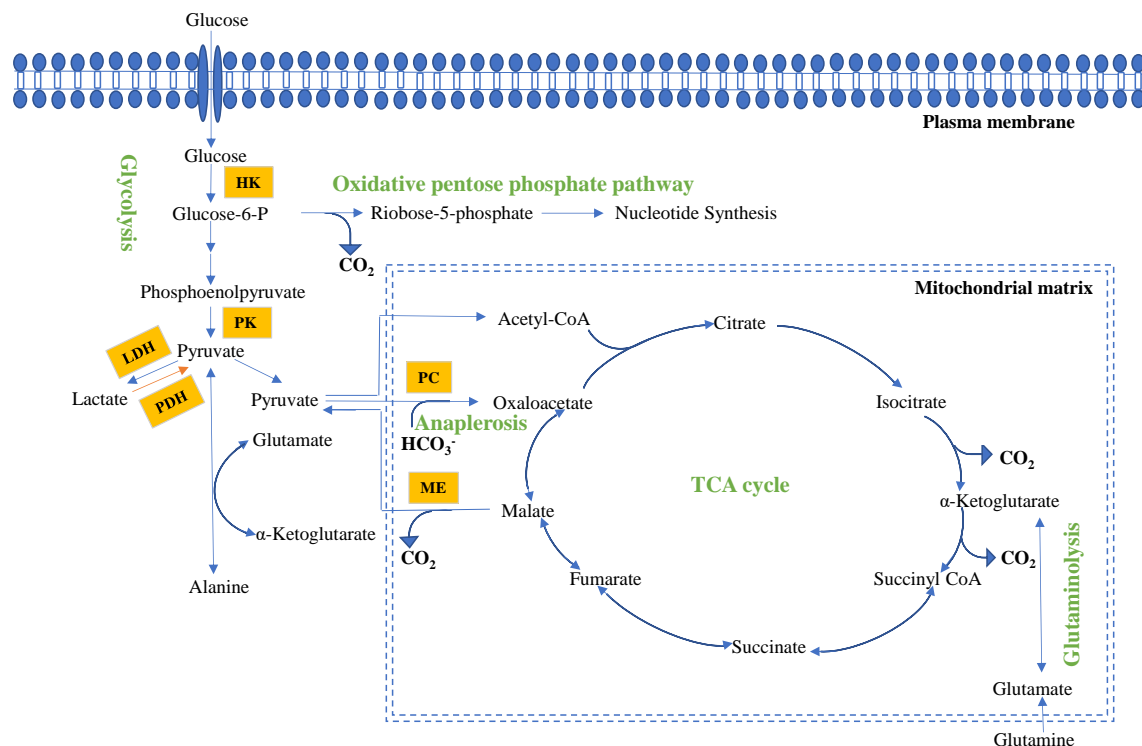 Glucose
Plasma membrane
Glycolysis
Glucose
HK
Oxidative pentose phosphate pathway
Glucose-6-P
Riobose-5-phosphate
Nucleotide Synthesis
CO2
Mitochondrial matrix
Phosphoenolpyruvate
PK
Acetyl-CoA
Citrate
LDH
Pyruvate
PDH
Lactate
PC
Pyruvate
Oxaloacetate
Isocitrate
Anaplerosis
Glutamate
HCO3-
CO2
TCA cycle
ME
α-Ketoglutarate
Malate
α-Ketoglutarate
CO2
CO2
Glutaminolysis
Alanine
Fumarate
Succinyl CoA
Succinate
Glutamate
Glutamine